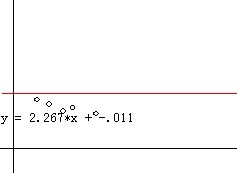 y = 2.267*x + -.011